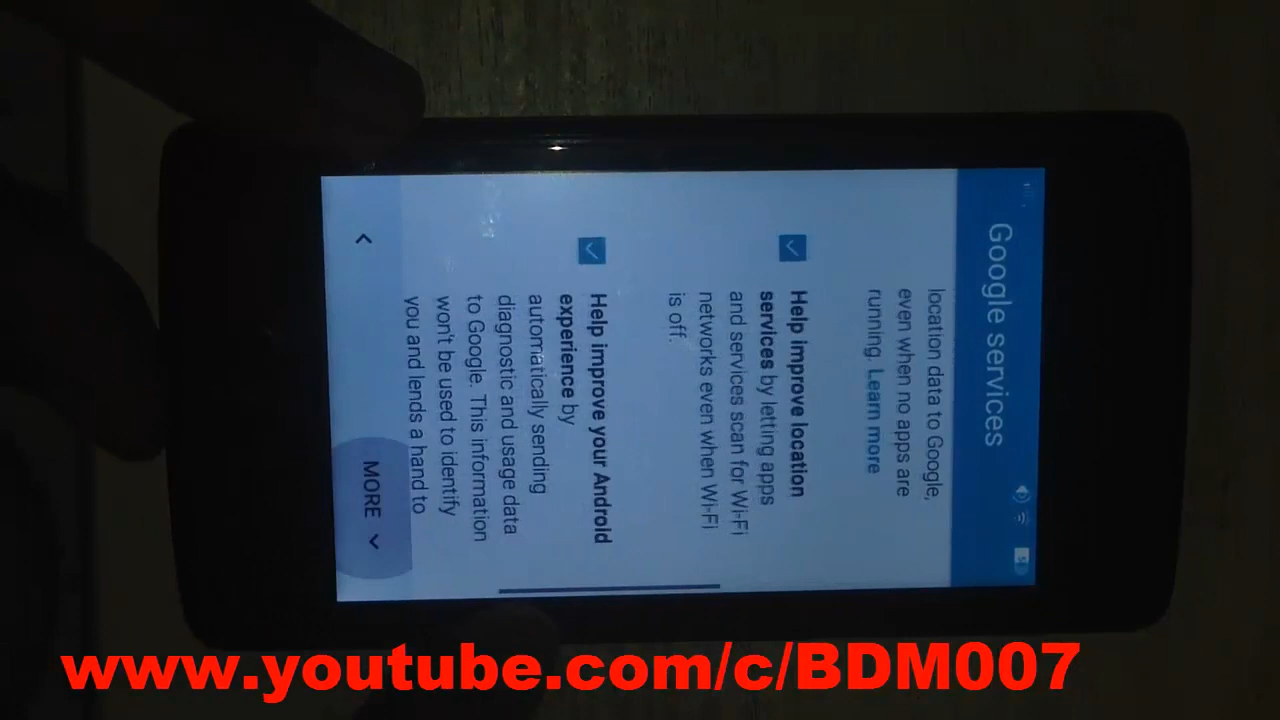 Google services
location data to Google,
even when no apps are
running. Learn more
Help improve location
services by letting apps
and services scan for Wi-Fi
networks even when Wi-Fi
is off.
Help improve your Android
experience by
automatically sending
diagnostic and usage data
to Google. This information
won't be used to identify
you and lends a hand to
MORE
www.youtube.com/c/BDM007